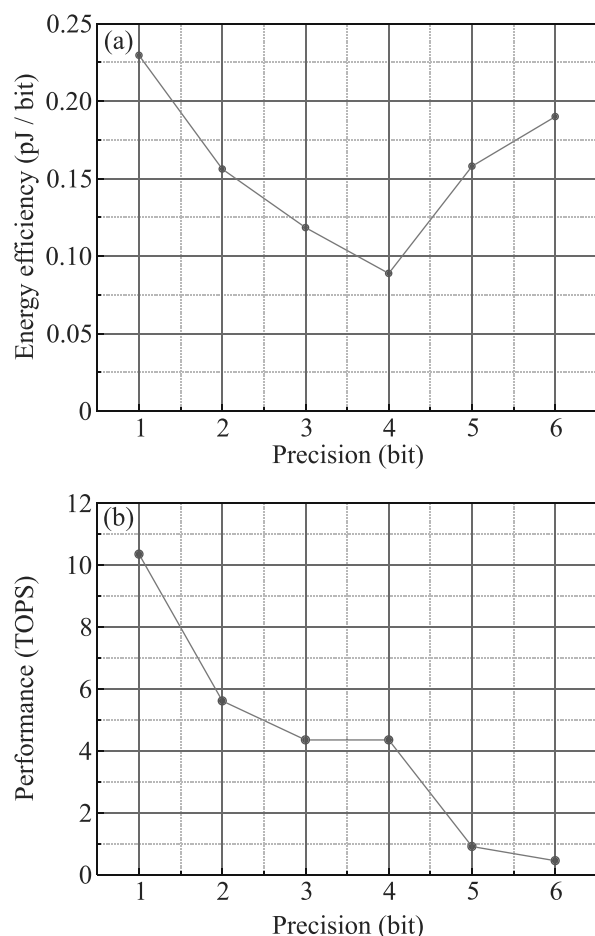 (a)
Energy efficiency (pJ / bit)
0.25
0.20
0.15
0.10
0.05
0
1 2 3 4 5 6
Precision (bit)
(b)
Performance (TOPS)
12
10
8
6
4
2
0
1 2 3 4 5 6
Precision (bit)